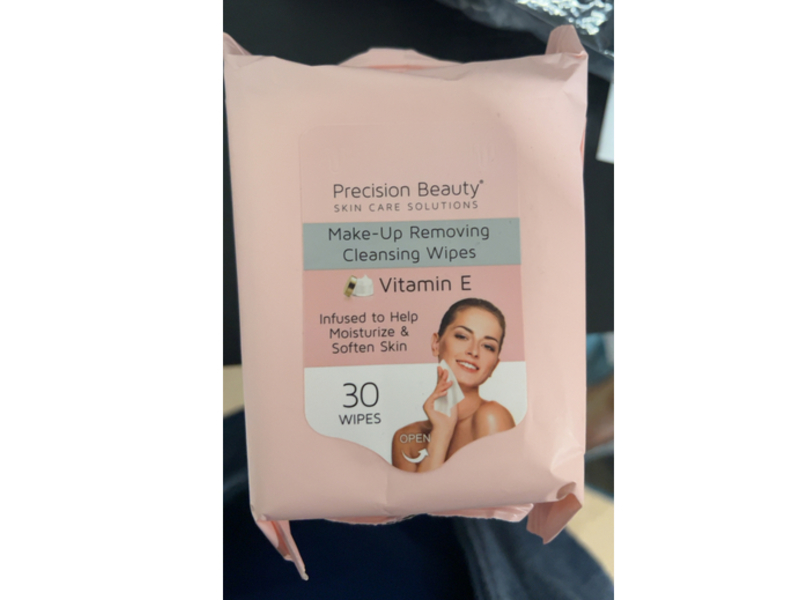 Precision Beauty®
SKIN CARE SOLUTIONS
Make-Up Removing
Cleansing Wipes
Vitamin E
Infused to Help
Moisturize &
Soften Skin
30
WIPES
OPEN